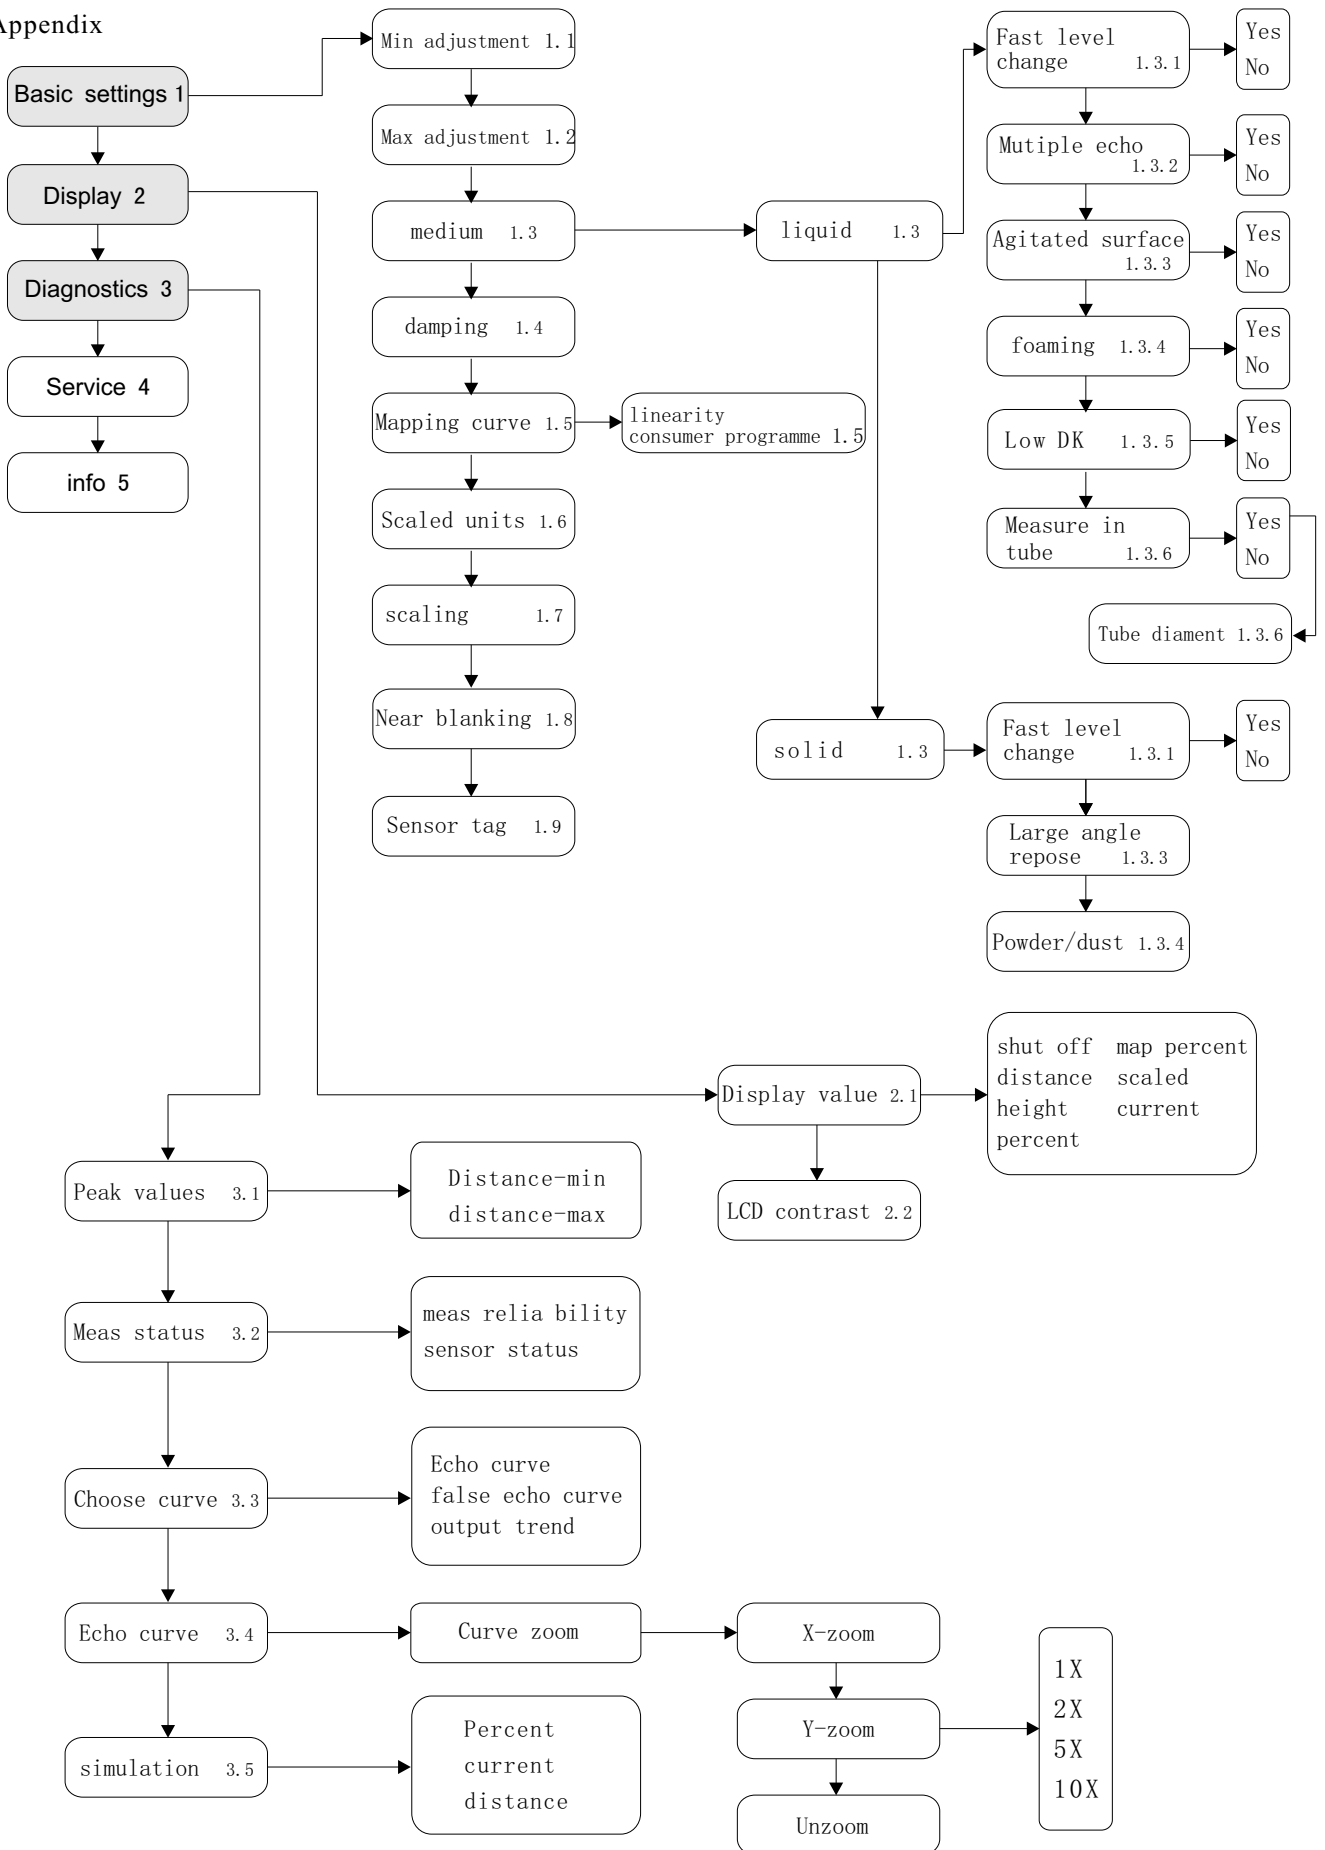 Appendix
Basic settings 1
Display 2
Diagnostics 3
Service 4
info 5
Min adjustment 1.1
Max adjustment 1.2
medium 1.3
damping 1.4
Mapping curve 1.5
Scaled units 1.6
scaling 1.7
Near blanking 1.8
Sensor tag 1.9
linearity
consumer programme 1.5
liquid 1.3
Fast level
change 1.3.1
Yes
No
Mutiple echo
1.3.2
Yes
No
Agitated surface
1.3.3
Yes
No
foaming 1.3.4
Yes
No
Low DK 1.3.5
Yes
No
Measure in
tube 1.3.6
Yes
No
Tube diament 1.3.6
solid 1.3
Fast level
change 1.3.1
Yes
No
Large angle
repose 1.3.3
Powder/dust 1.3.4
Display value 2.1
shut off map percent
distance scaled
height current
percent
LCD contrast 2.2
Peak values 3.1
Distance-min
distance-max
Meas status 3.2
meas relia bility
sensor status
Choose curve 3.3
Echo curve
false echo curve
output trend
Echo curve 3.4
Curve zoom
X-zoom
Y-zoom
Unzoom
1X
2X
5X
10X
simulation 3.5
Percent
current
distance